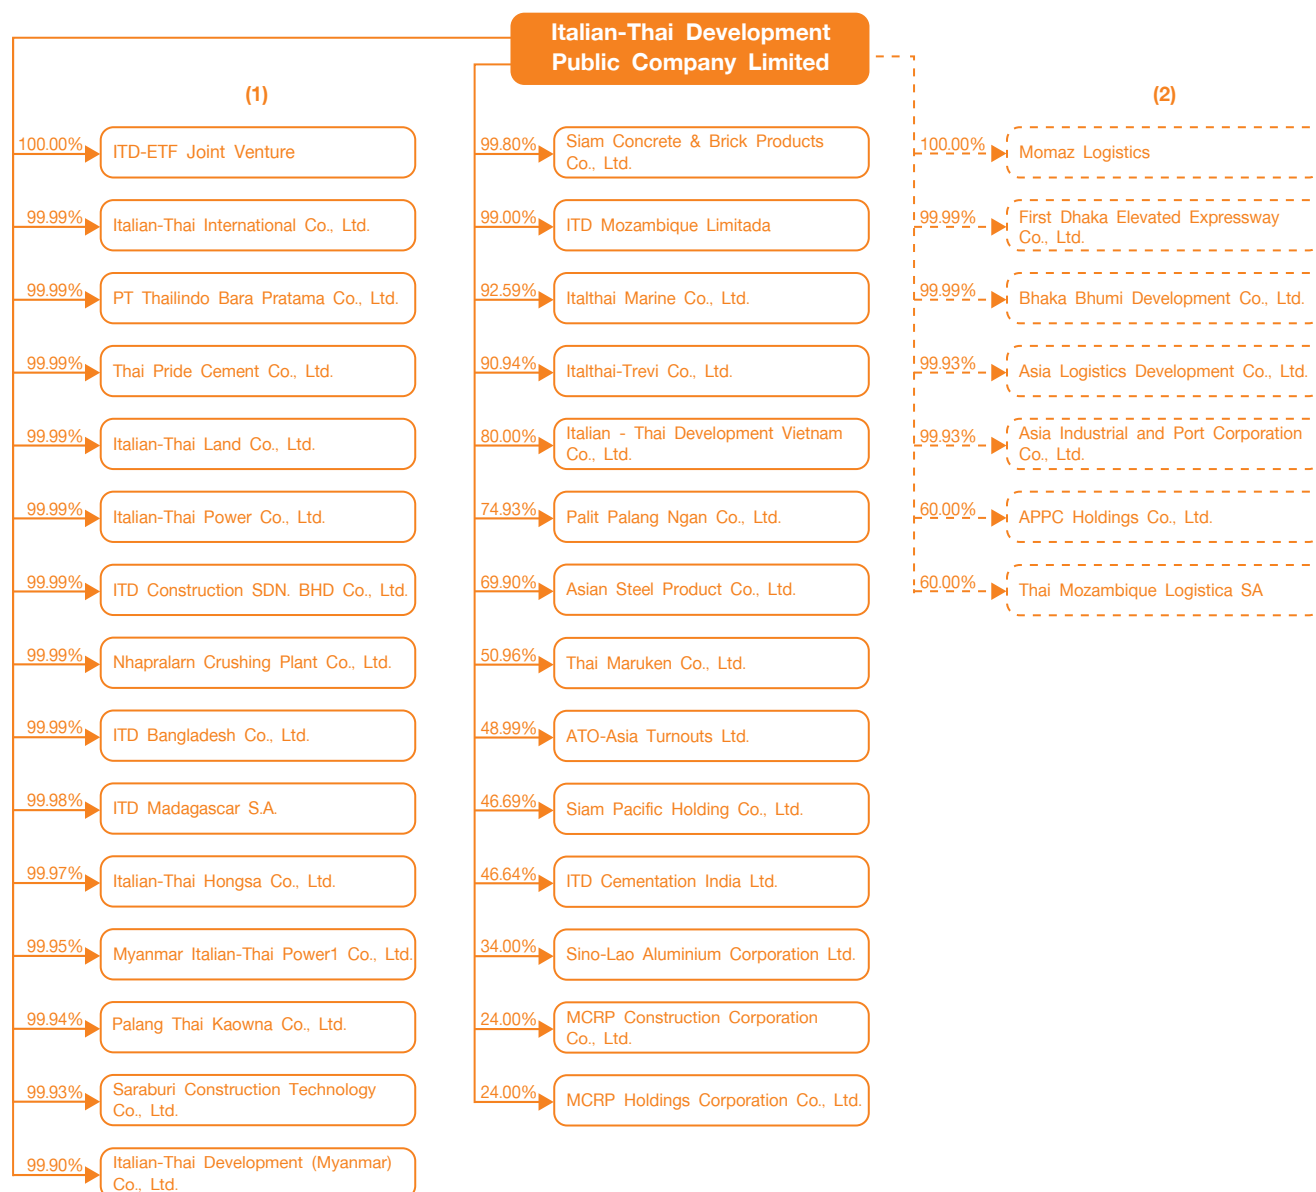 Italian-Thai Development
Public Company Limited
(1)
100.00%
ITD-ETF Joint Venture
99.99%
Italian-Thai International Co., Ltd.
99.99%
PT Thailindo Bara Pratama Co., Ltd.
99.99%
Thai Pride Cement Co., Ltd.
99.99%
Italian-Thai Land Co., Ltd.
99.99%
Italian-Thai Power Co., Ltd.
99.99%
ITD Construction SDN. BHD Co., Ltd.
99.99%
Nhapralarn Crushing Plant Co., Ltd.
99.99%
ITD Bangladesh Co., Ltd.
99.98%
ITD Madagascar S.A.
99.97%
Italian-Thai Hongsa Co., Ltd.
99.95%
Myanmar Italian-Thai Power1 Co., Ltd.
99.94%
Palang Thai Kaowna Co., Ltd.
99.93%
Saraburi Construction Technology
Co., Ltd.
99.90%
Italian-Thai Development (Myanmar)
Co., Ltd.
99.80%
Siam Concrete & Brick Products
Co., Ltd.
99.00%
ITD Mozambique Limitada
92.59%
Italthai Marine Co., Ltd.
90.94%
Italthai-Trevi Co., Ltd.
80.00%
Italian - Thai Development Vietnam
Co., Ltd.
74.93%
Palit Palang Ngan Co., Ltd.
69.90%
Asian Steel Product Co., Ltd.
50.96%
Thai Maruken Co., Ltd.
48.99%
ATO-Asia Turnouts Ltd.
46.69%
Siam Pacific Holding Co., Ltd.
46.64%
ITD Cementation India Ltd.
34.00%
Sino-Lao Aluminium Corporation Ltd.
24.00%
MCRP Construction Corporation
Co., Ltd.
24.00%
MCRP Holdings Corporation Co., Ltd.
(2)
100.00%
Momaz Logistics
99.99%
First Dhaka Elevated Expressway
Co., Ltd.
99.99%
Bhaka Bhumi Development Co., Ltd.
99.93%
Asia Logistics Development Co., Ltd.
99.93%
Asia Industrial and Port Corporation
Co., Ltd.
60.00%
APPC Holdings Co., Ltd.
60.00%
Thai Mozambique Logistica SA